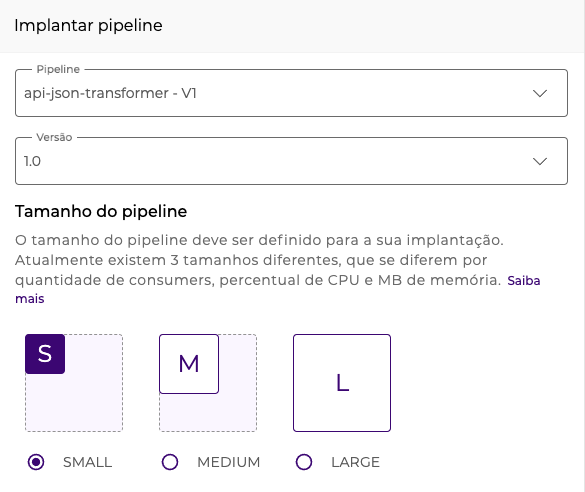 Implantar pipeline
Pipeline
api-json-transformer - V1
Versão
1.0
Tamanho do pipeline
O tamanho do pipeline deve ser definido para a sua implantação.
Atualmente existem 3 tamanhos diferentes, que se diferem por
quantidade de consumers, percentual de CPU e MB de memória. Saiba
mais
S
M
L
SMALL
MEDIUM
LARGE